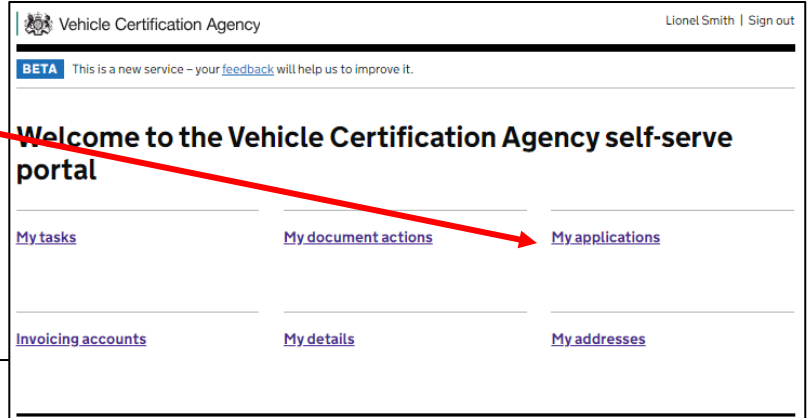 Vehicle Certification Agency
Lionel Smith | Sign out
BETA This is a new service – your feedback will help us to improve it.
Welcome to the Vehicle Certification Agency self-serve
portal
My tasks My document actions My applications
Invoicing accounts My details My addresses